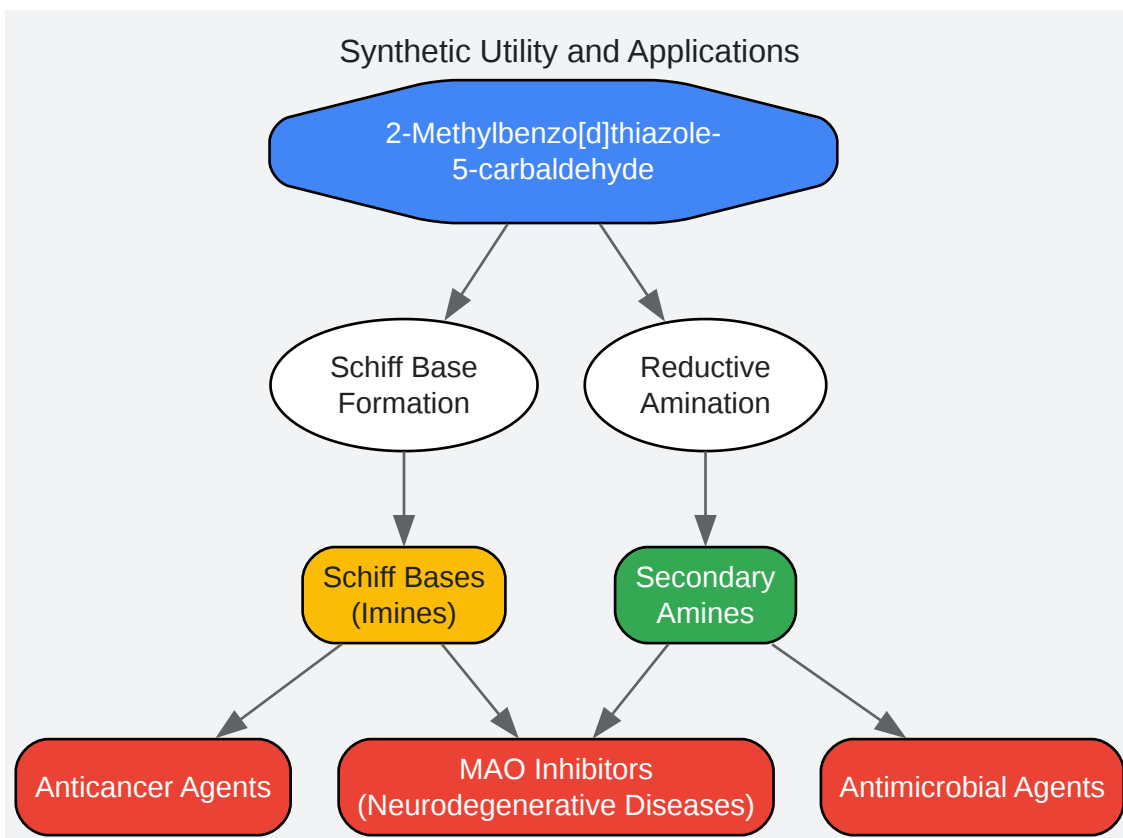 Synthetic Utility and Applications
2-Methylbenzo[d]thiazole-
5-carbaldehyde
Schiff Base
Formation
Reductive
Amination
Schiff Bases
(Imines)
Secondary
Amines
Anticancer Agents
MAO Inhibitors
(Neurodegenerative Diseases)
Antimicrobial Agents